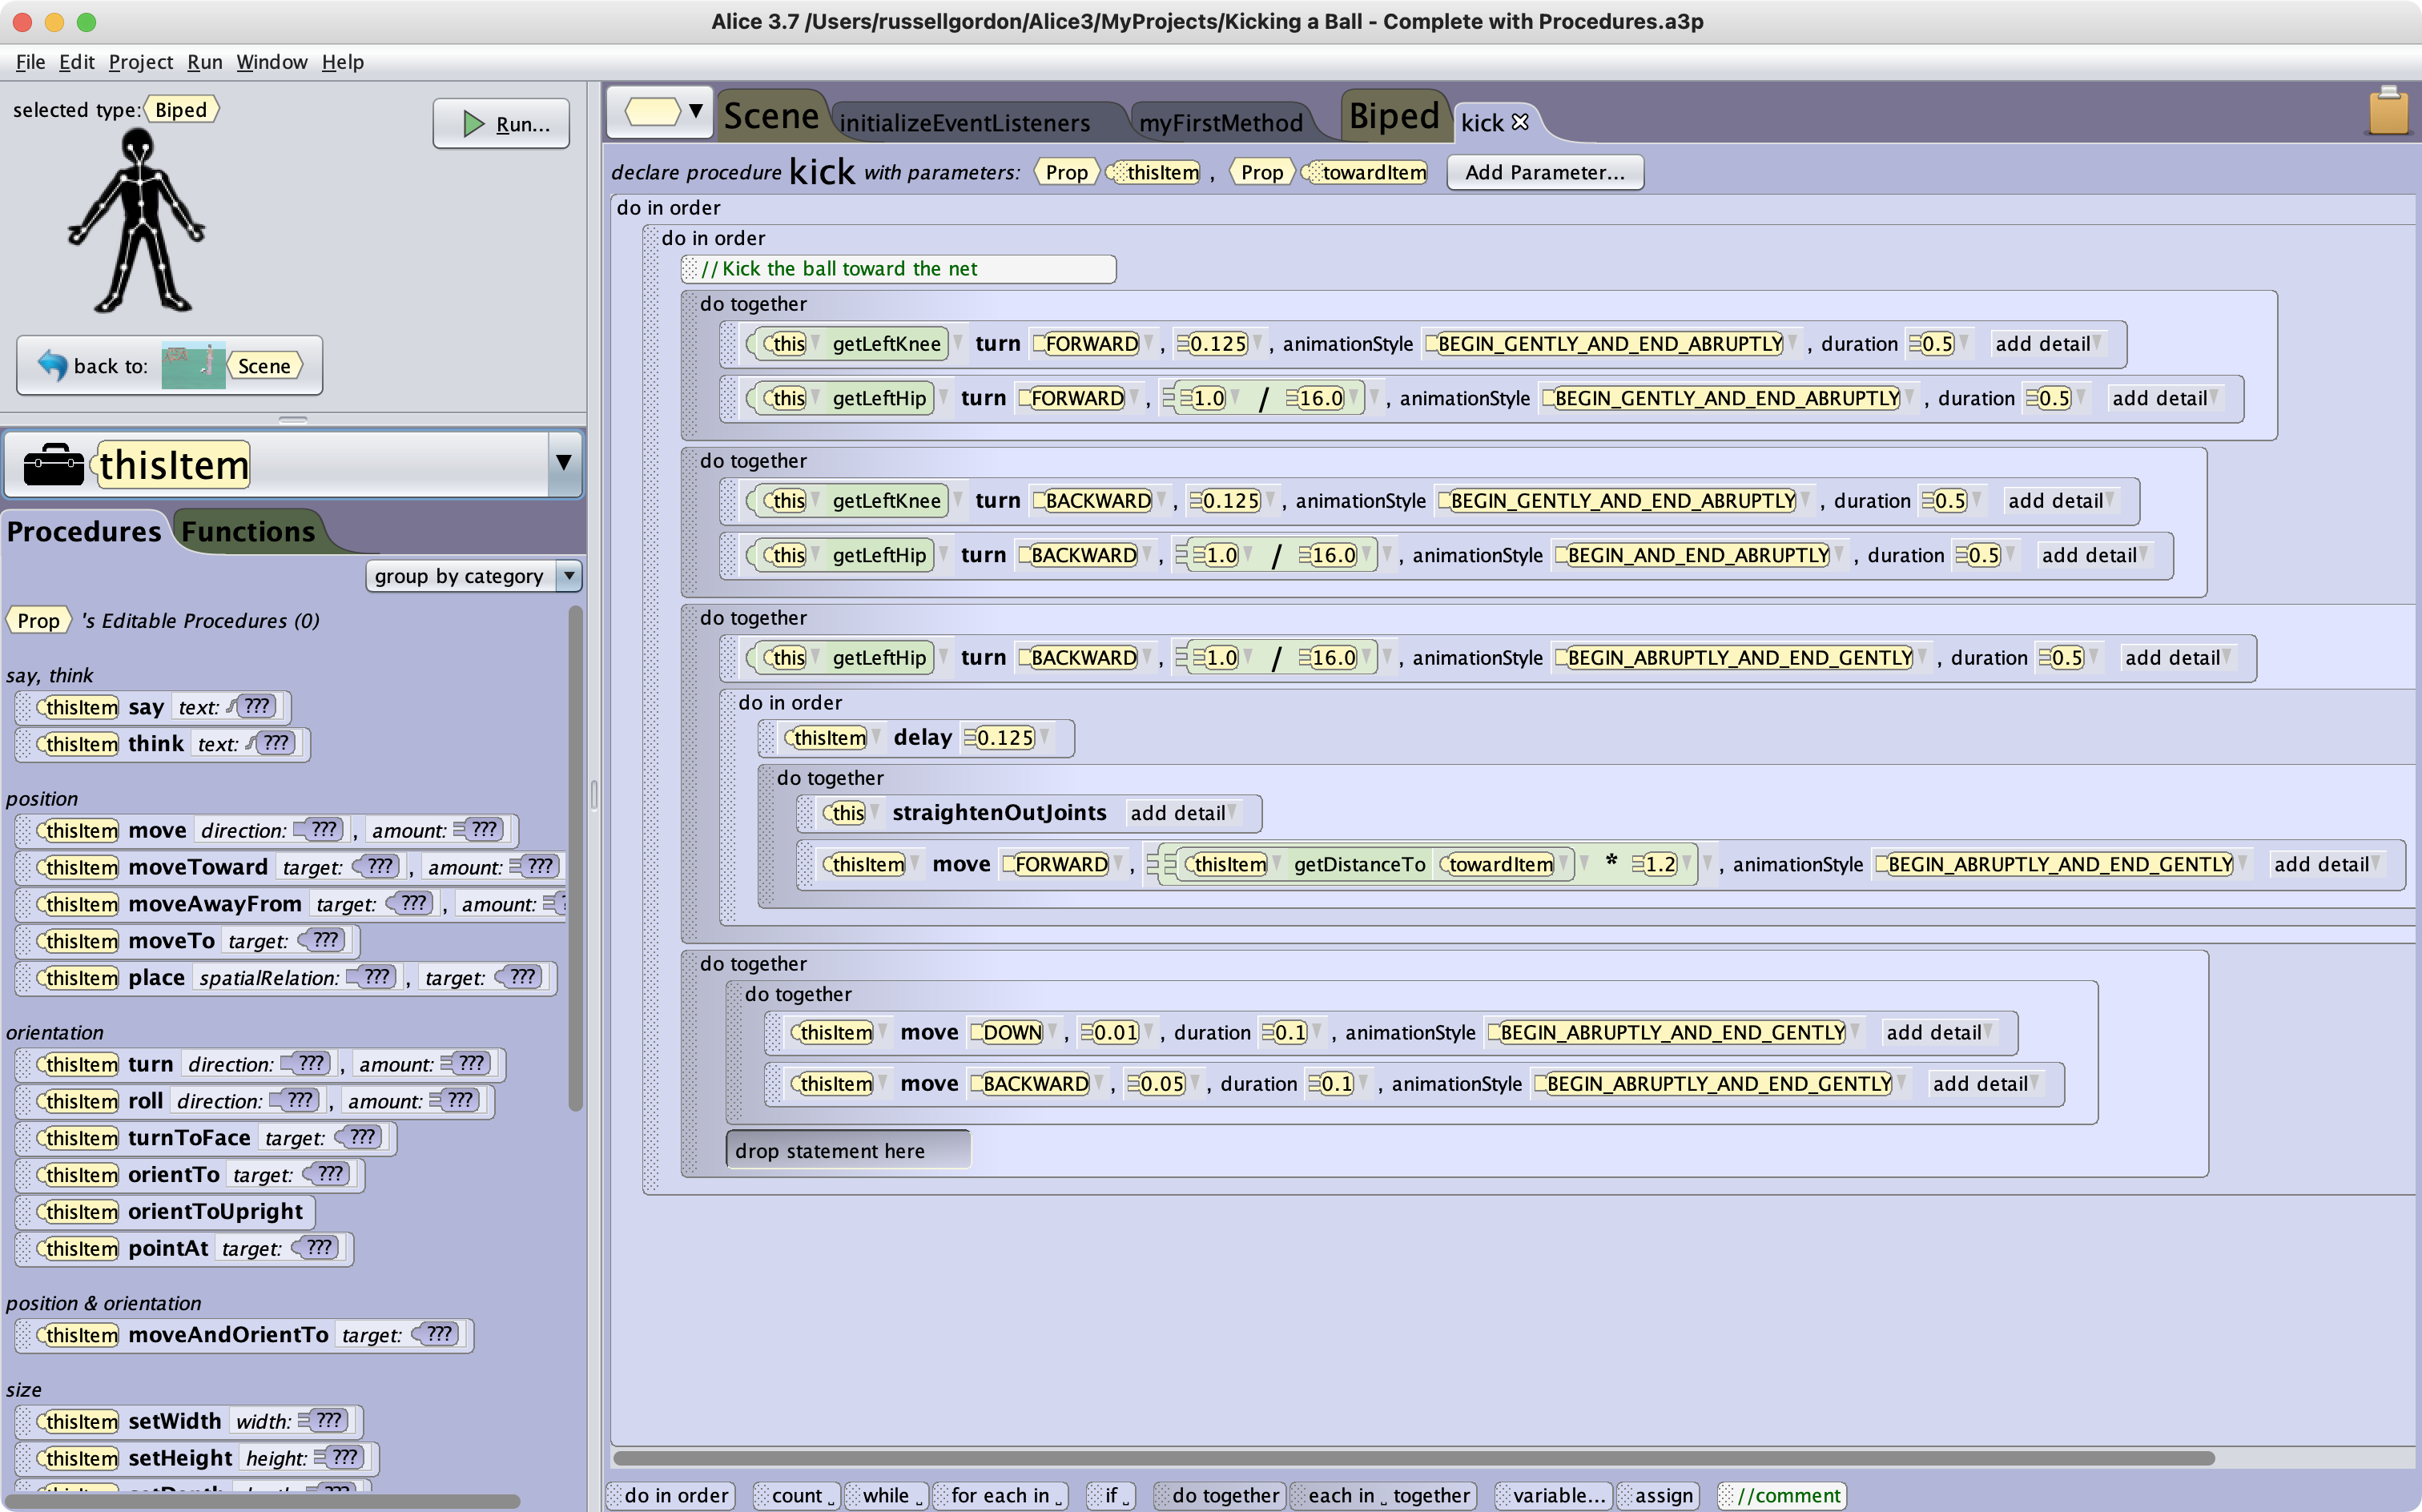 Alice 3.7 /Users/russellgordon/Alice3/MyProjects/Kicking a Ball - Complete with Procedures.a3p
File Edit Project Run Window Help
selected type: Biped
Run...
back to: Scene
thisItem
Procedures Functions
group by category
Prop 's Editable Procedures (0)
say, think
thisItem say text: ???
thisItem think text: ???
position
thisItem move direction: ??? , amount: ???
thisItem moveToward target: ??? , amount: ???
thisItem moveAwayFrom target: ??? , amount:
thisItem moveTo target: ???
thisItem place spatialRelation: ??? , target: ???
orientation
thisItem turn direction: ??? , amount: ???
thisItem roll direction: ??? , amount: ???
thisItem turnToFace target: ???
thisItem orientTo target: ???
thisItem orientToUpright
thisItem pointAt target: ???
position & orientation
thisItem moveAndOrientTo target: ???
size
thisItem setWidth width: ???
thisItem setHeight height: ???
Scene initializeEventListeners myFirstMethod Biped kick
declare procedure kick with parameters: Prop thisItem , Prop towardItem Add Parameter...
do in order
do in order
// Kick the ball toward the net
do together
this getLeftKnee turn FORWARD , 0.125 , animationStyle BEGIN_GENTLY_AND_END_ABRUPTLY , duration 0.5 add detail
this getLeftHip turn FORWARD , 1.0 / 16.0 , animationStyle BEGIN_GENTLY_AND_END_ABRUPTLY , duration 0.5 add detail
do together
this getLeftKnee turn BACKWARD , 0.125 , animationStyle BEGIN_GENTLY_AND_END_ABRUPTLY , duration 0.5 add detail
this getLeftHip turn BACKWARD , 1.0 / 16.0 , animationStyle BEGIN_AND_END_ABRUPTLY , duration 0.5 add detail
do together
this getLeftHip turn BACKWARD , 1.0 / 16.0 , animationStyle BEGIN_ABRUPTLY_AND_END_GENTLY , duration 0.5 add detail
do in order
thisItem delay 0.125
do together
this straightenOutJoints add detail
thisItem move FORWARD , thisItem getDistanceTo towardItem * 1.2 , animationStyle BEGIN_ABRUPTLY_AND_END_GENTLY add detail
do together
do together
thisItem move DOWN , 0.01 , duration 0.1 , animationStyle BEGIN_ABRUPTLY_AND_END_GENTLY add detail
thisItem move BACKWARD , 0.05 , duration 0.1 , animationStyle BEGIN_ABRUPTLY_AND_END_GENTLY add detail
drop statement here
do in order count while for each in if do together each in together variable... assign //comment